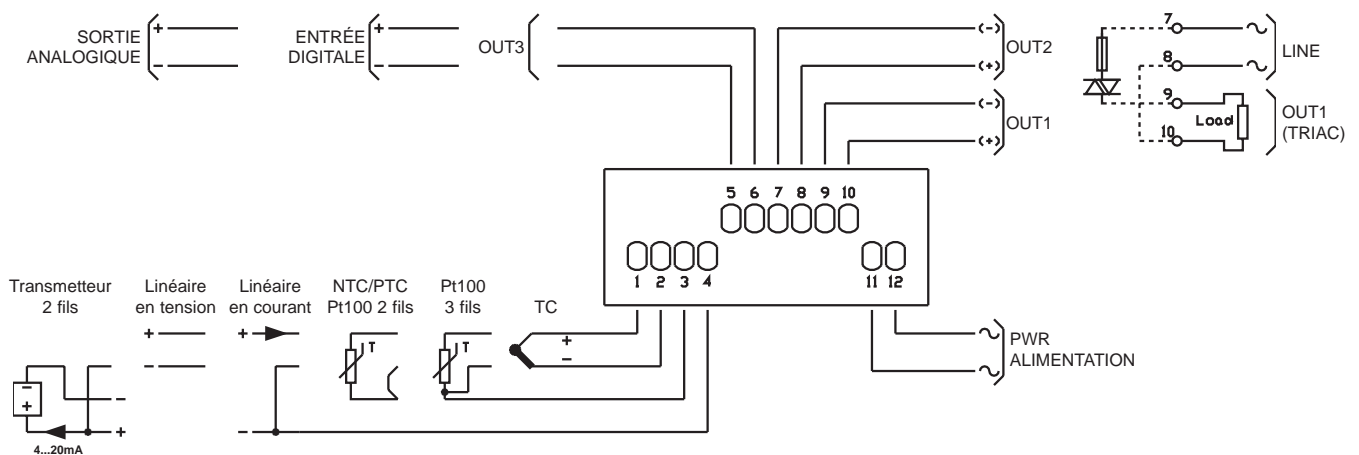 SORTIE
ANALOGIQUE
+
–
ENTRÉE
DIGITALE
+
–
OUT3
(-)
(+)
OUT2
(-)
(+)
OUT1
7
8
LINE
9
10
Load
OUT1
(TRIAC)
5 6 7 8 9 10
1 2 3 4
11 12
Transmetteur
2 fils
Linéaire
en tension
Linéaire
en courant
NTC/PTC
Pt100 2 fils
Pt100
3 fils
TC
+
–
+
–
T
T
+
–
–
+
–
+
4...20mA
–
PWR
ALIMENTATION